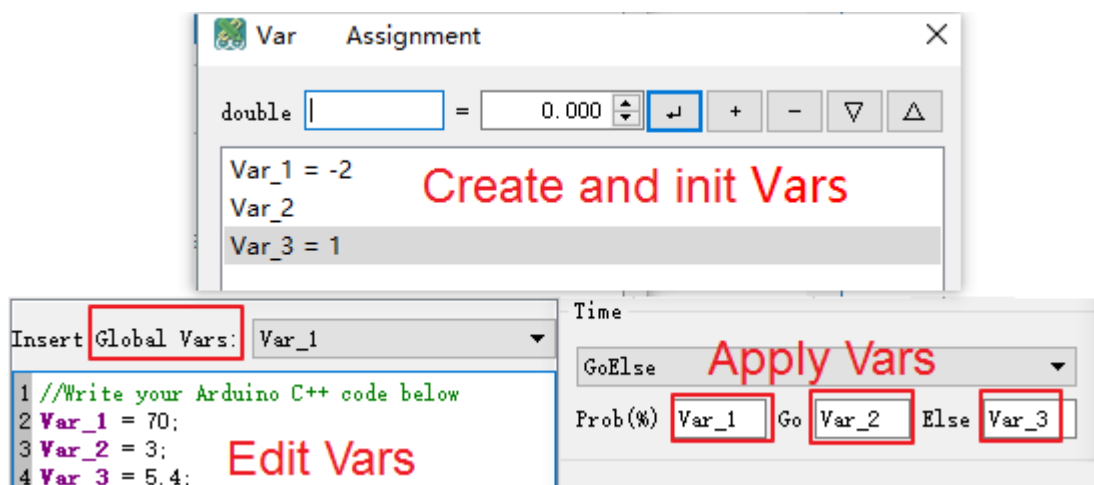 Var Assignment
double = 0.000 + -
Var_1 = -2
Var_2
Var_3 = 1
Create and init Vars
Insert Global Vars: Var_1
1 //Write your Arduino C++ code below
2 Var_1 = 70;
3 Var_2 = 3;
4 Var_3 = 5.4;
Edit Vars
Time
GoElse
Apply Vars
Prob(%) Var_1 Go Var_2 Else Var_3